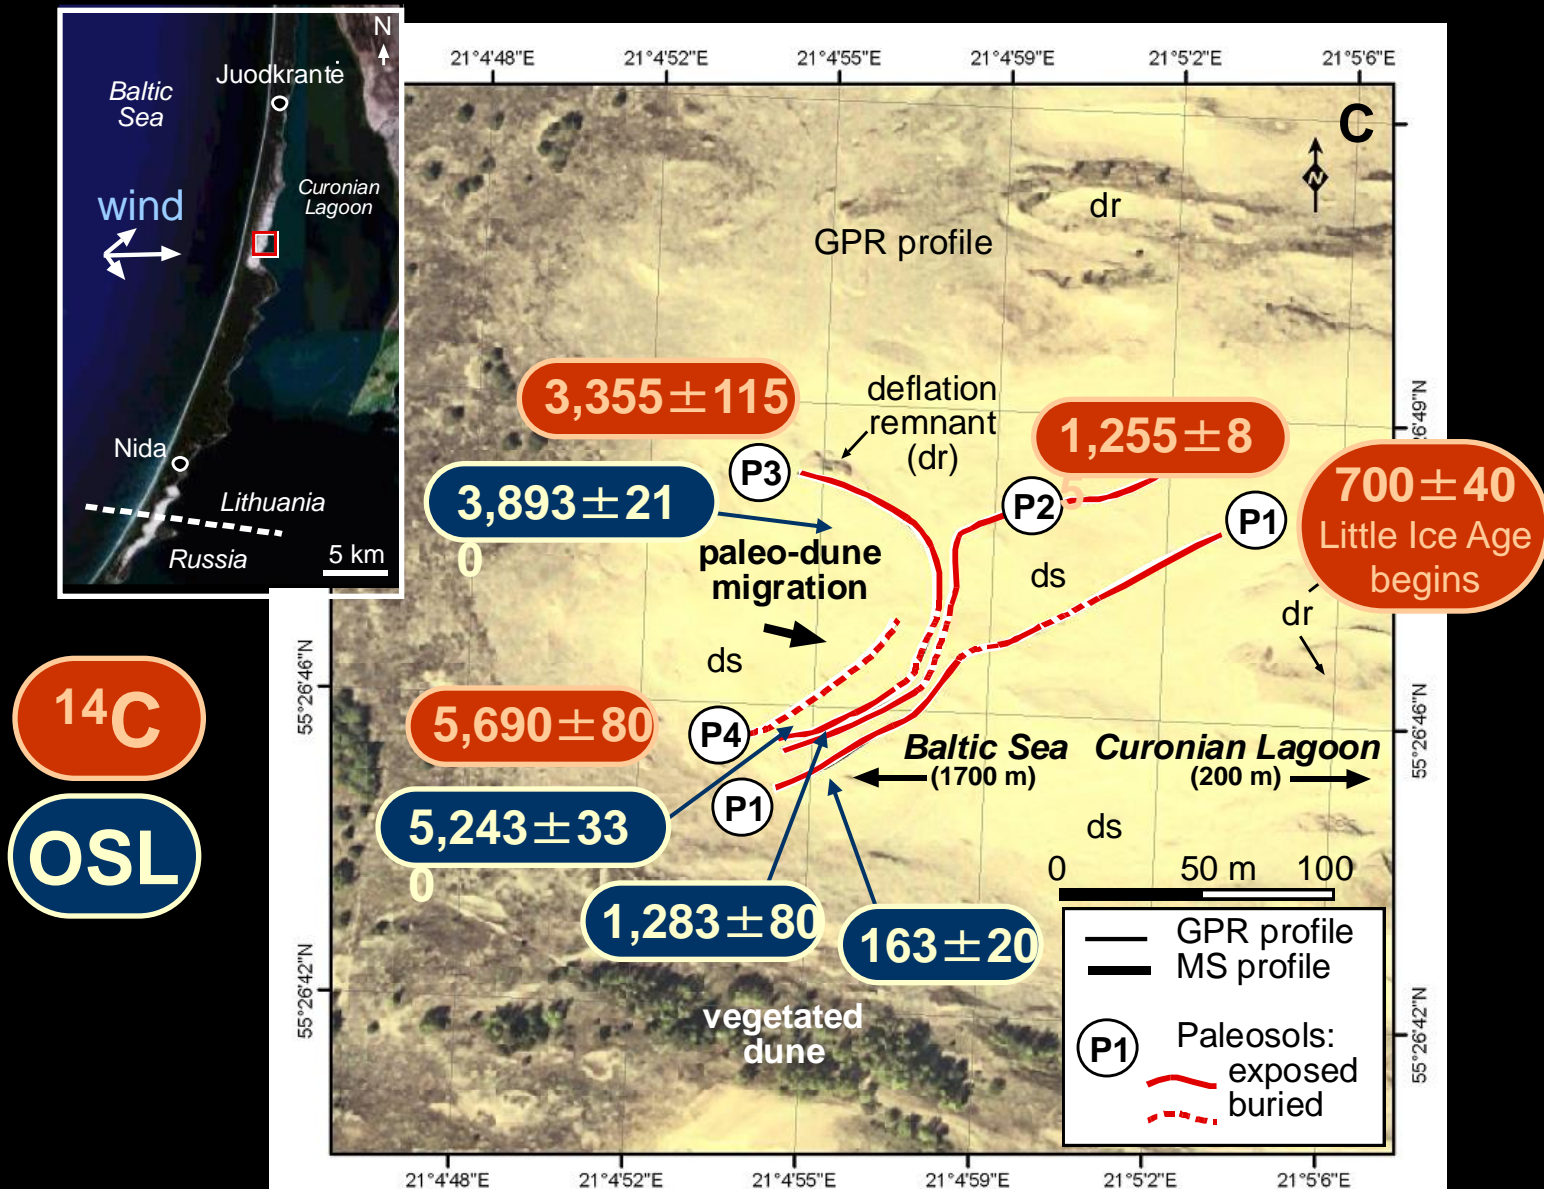 N
Juodkrantė
Baltic
Sea
Curonian
Lagoon
wind
Nida
Lithuania
Russia
5 km
21°4'48"E
21°4'52"E
21°4'55"E
21°4'59"E
21°5'2"E
21°5'6"E
C
N
dr
GPR profile
3,355±115
deflation
remnant
(dr)
1,255±8
5
55°26'49"N
P3
P2
P1
700±40
Little Ice Age
begins
3,893±21
0
paleo-dune
migration
ds
dr
ds
55°26'46"N
55°26'46"N
14C
OSL
5,690±80
P4
Baltic Sea
(1700 m)
Curonian Lagoon
(200 m)
P1
5,243±33
0
ds
0 50 m 100
1,283±80
163±20
GPR profile
MS profile
P1
Paleosols:
exposed
buried
vegetated
dune
55°26'42"N
55°26'42"N
21°4'48"E
21°4'52"E
21°4'55"E
21°4'59"E
21°5'2"E
21°5'6"E